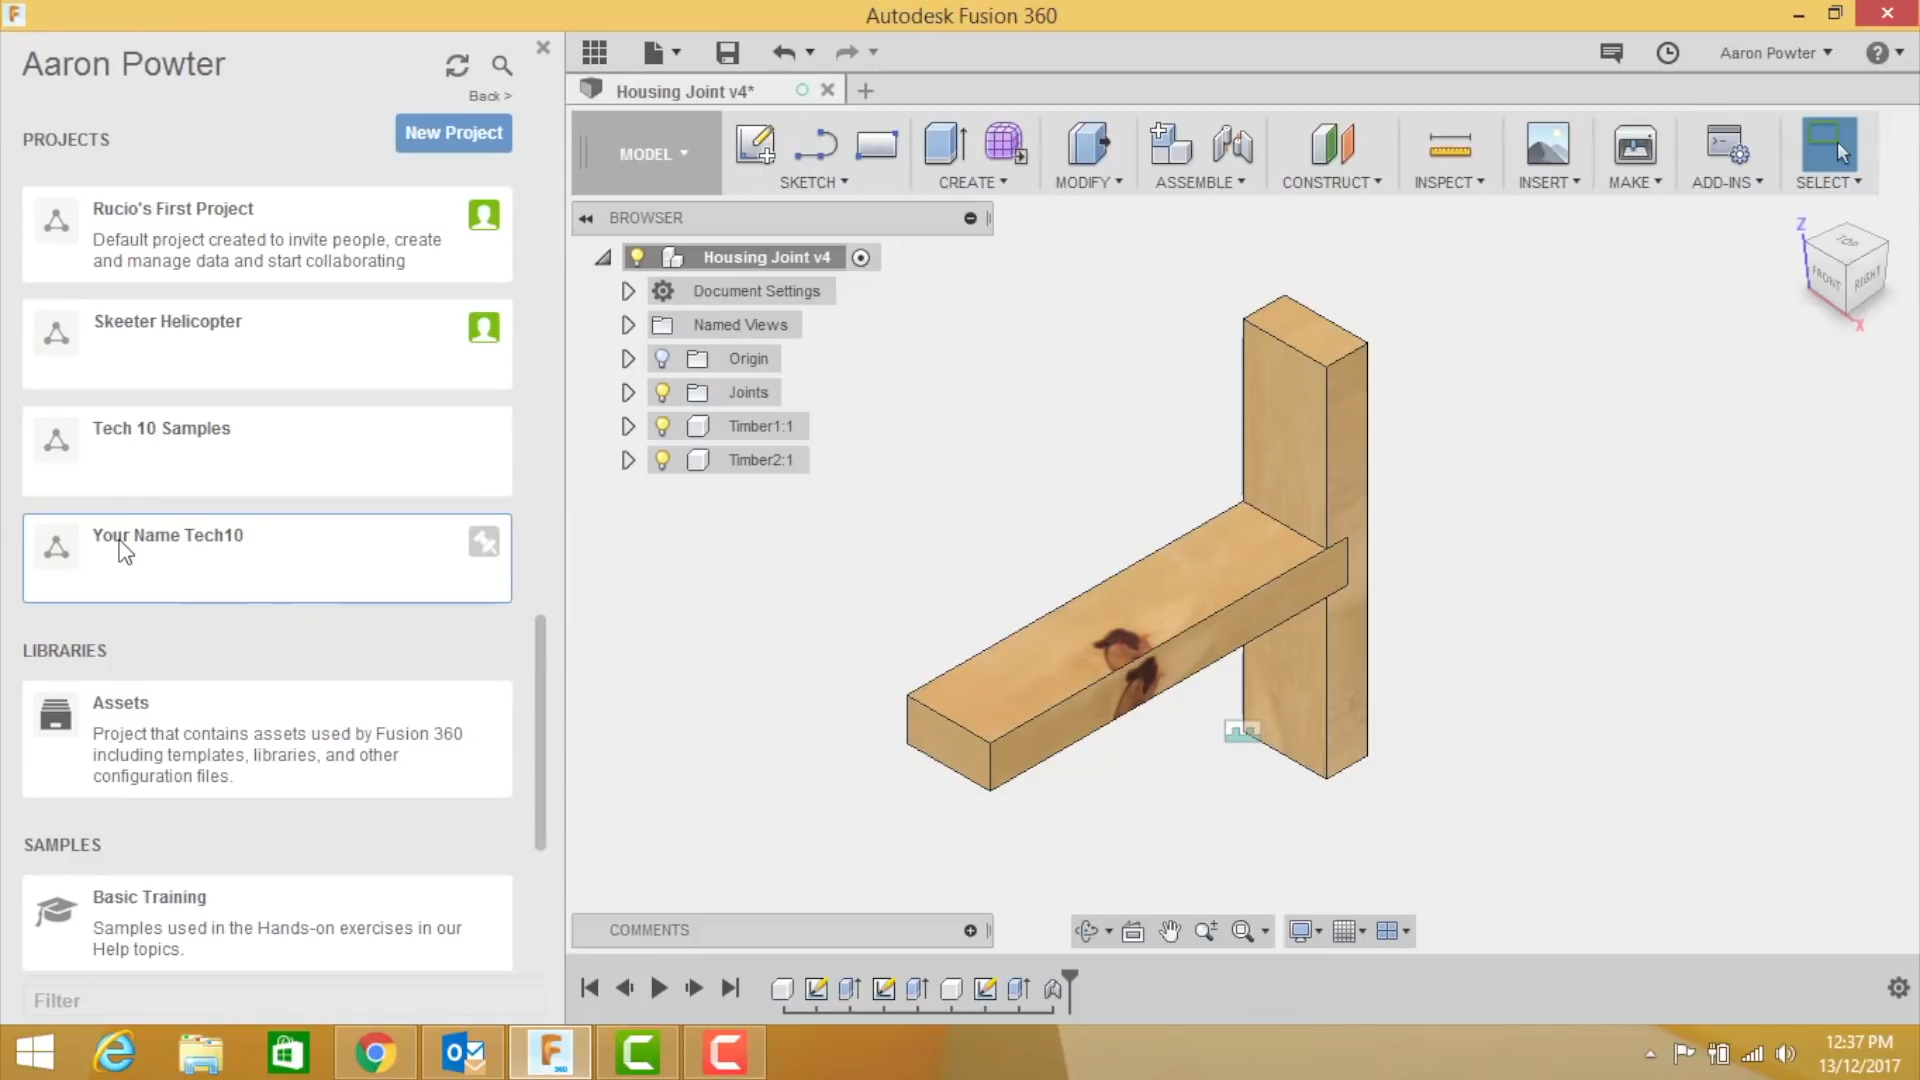 Autodesk Fusion 360
Aaron Powter
Back >
PROJECTS
New Project
Rucio's First Project
Default project created to invite people, create
and manage data and start collaborating
Skeeter Helicopter
Tech 10 Samples
Your Name Tech10
LIBRARIES
Assets
Project that contains assets used by Fusion 360
including templates, libraries, and other
configuration files.
SAMPLES
Basic Training
Samples used in the Hands-on exercises in our
Help topics.
Filter
Aaron Powter
Housing Joint v4*
MODEL
SKETCH
CREATE
MODIFY
ASSEMBLE
CONSTRUCT
INSPECT
INSERT
MAKE
ADD-INS
SELECT
BROWSER
Housing Joint v4
Document Settings
Named Views
Origin
Joints
Timber1:1
Timber2:1
Z
TOP
FRONT
RIGHT
X
COMMENTS
12:37 PM
13/12/2017